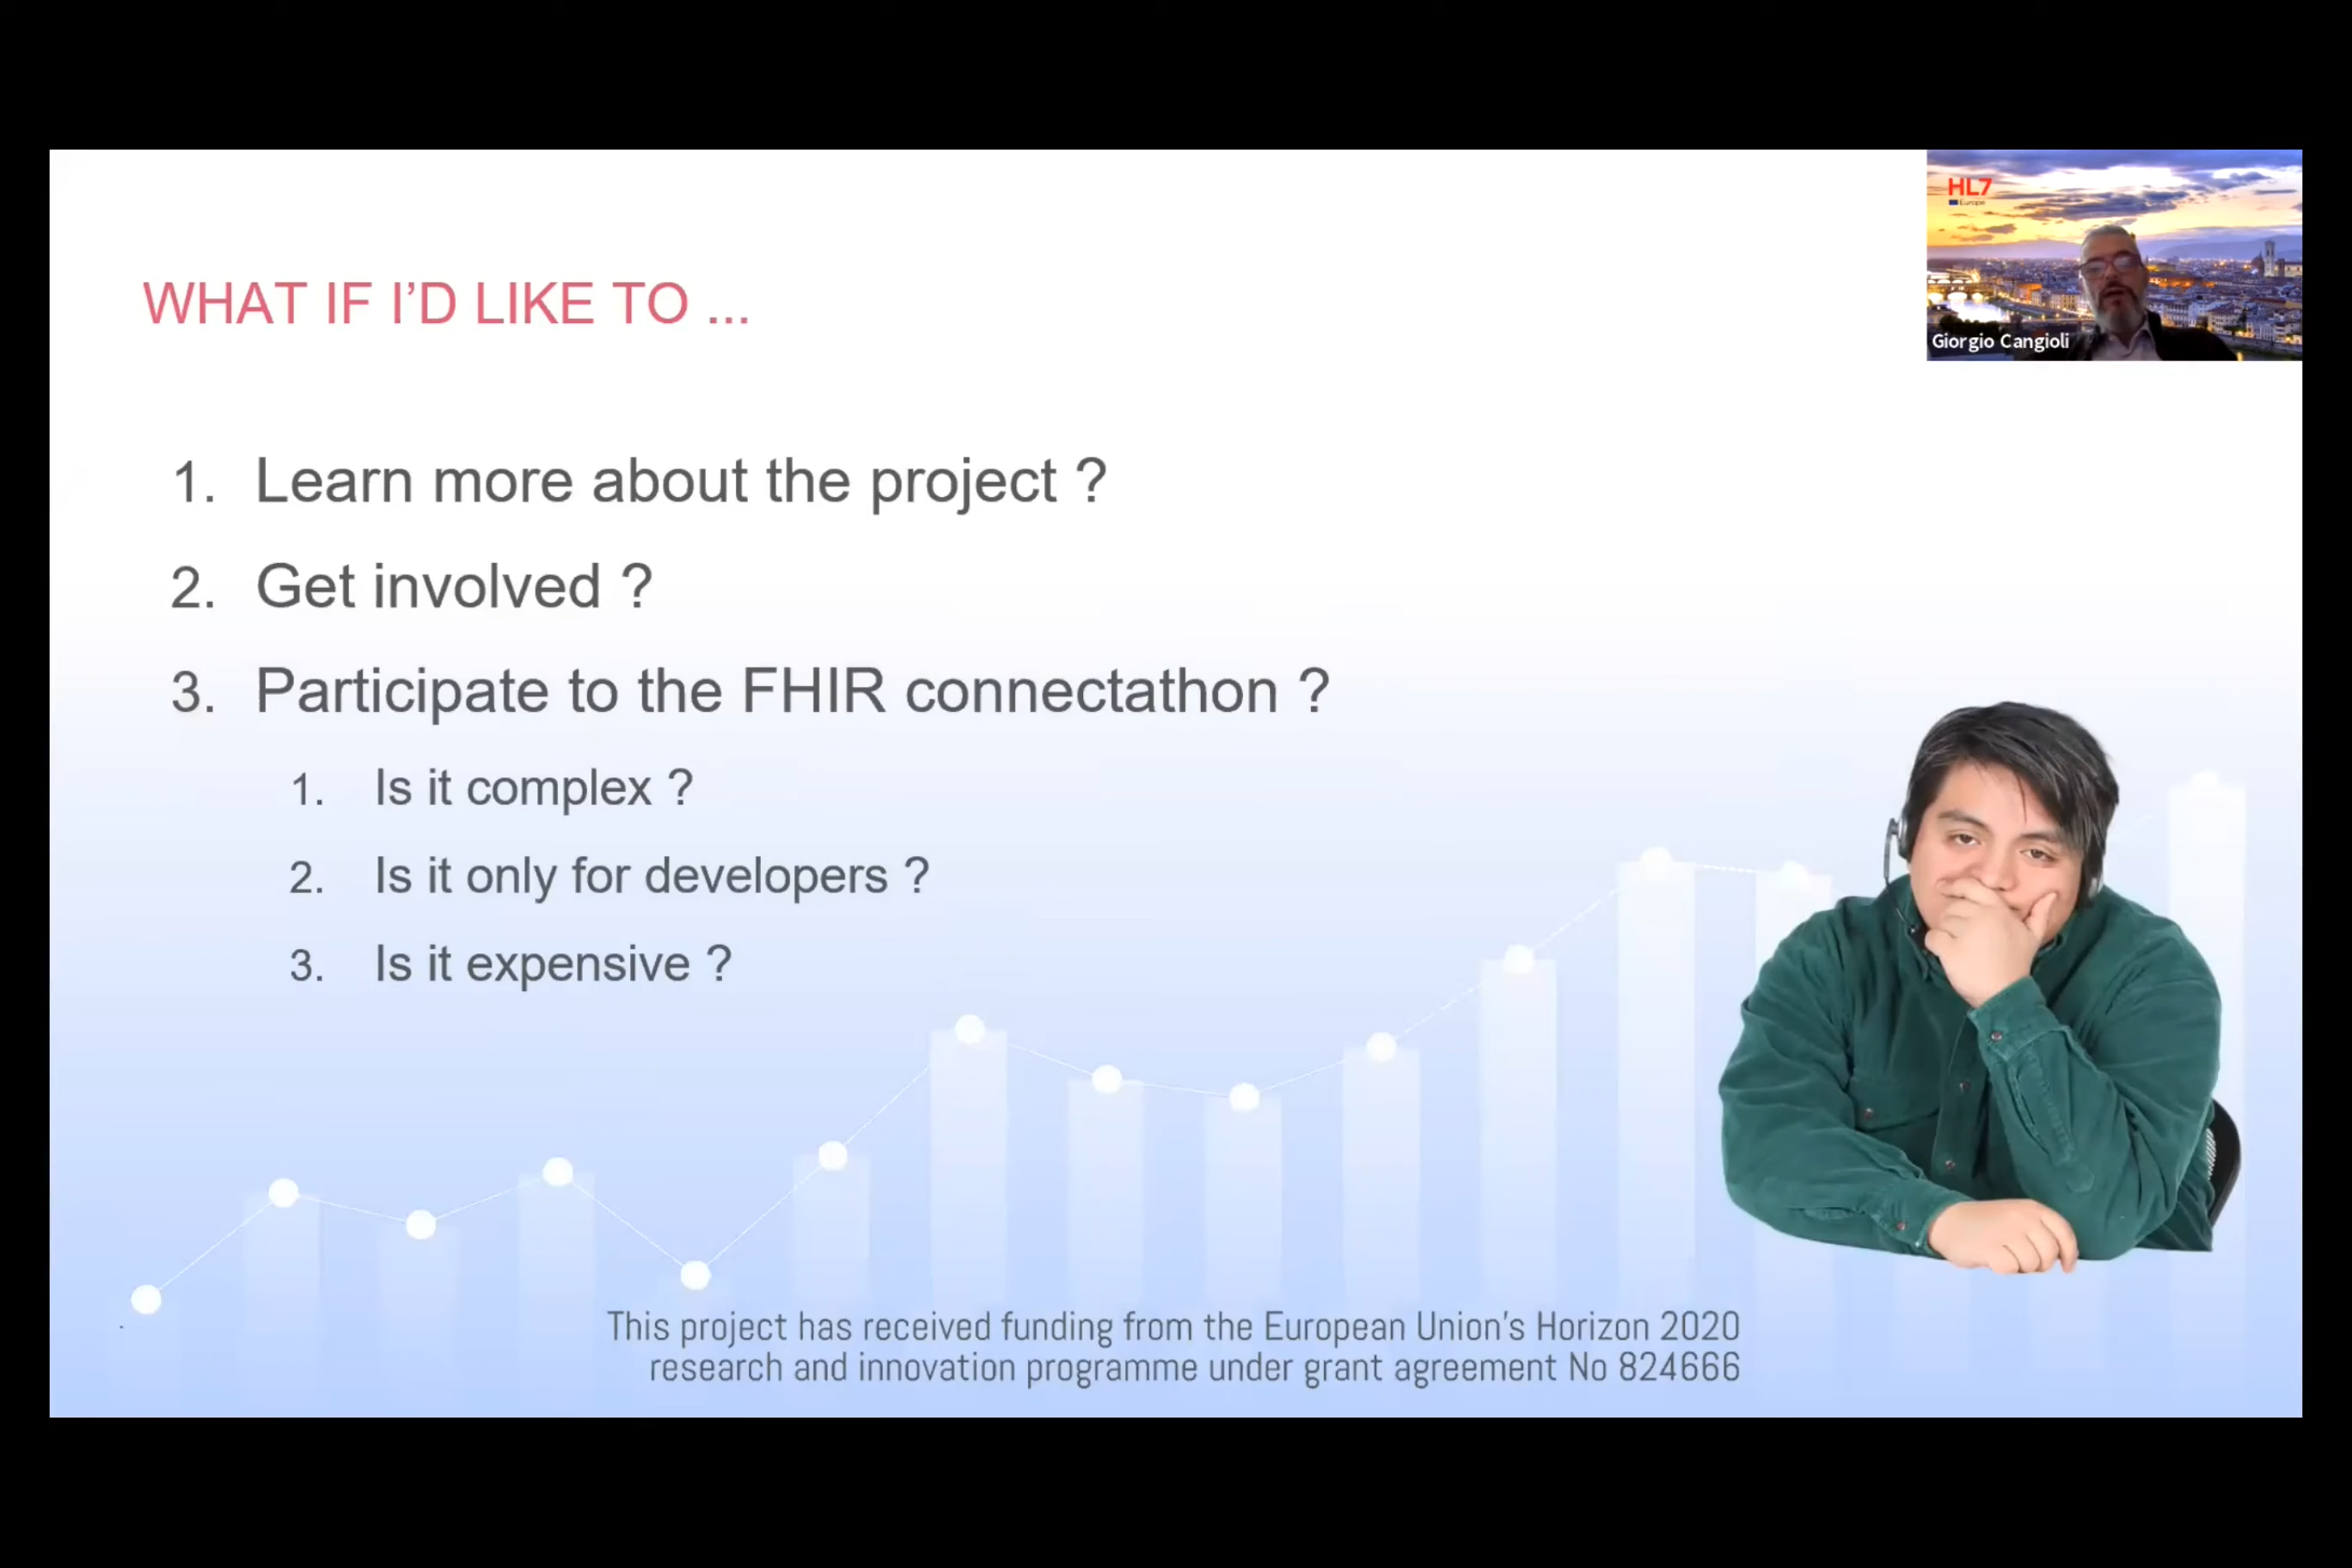 HL7
Europe
Giorgio Cangioli
WHAT IF I’D LIKE TO ...
1. Learn more about the project ?
2. Get involved ?
3. Participate to the FHIR connectathon ?
1. Is it complex ?
2. Is it only for developers ?
3. Is it expensive ?
This project has received funding from the European Union’s Horizon 2020
research and innovation programme under grant agreement No 824666